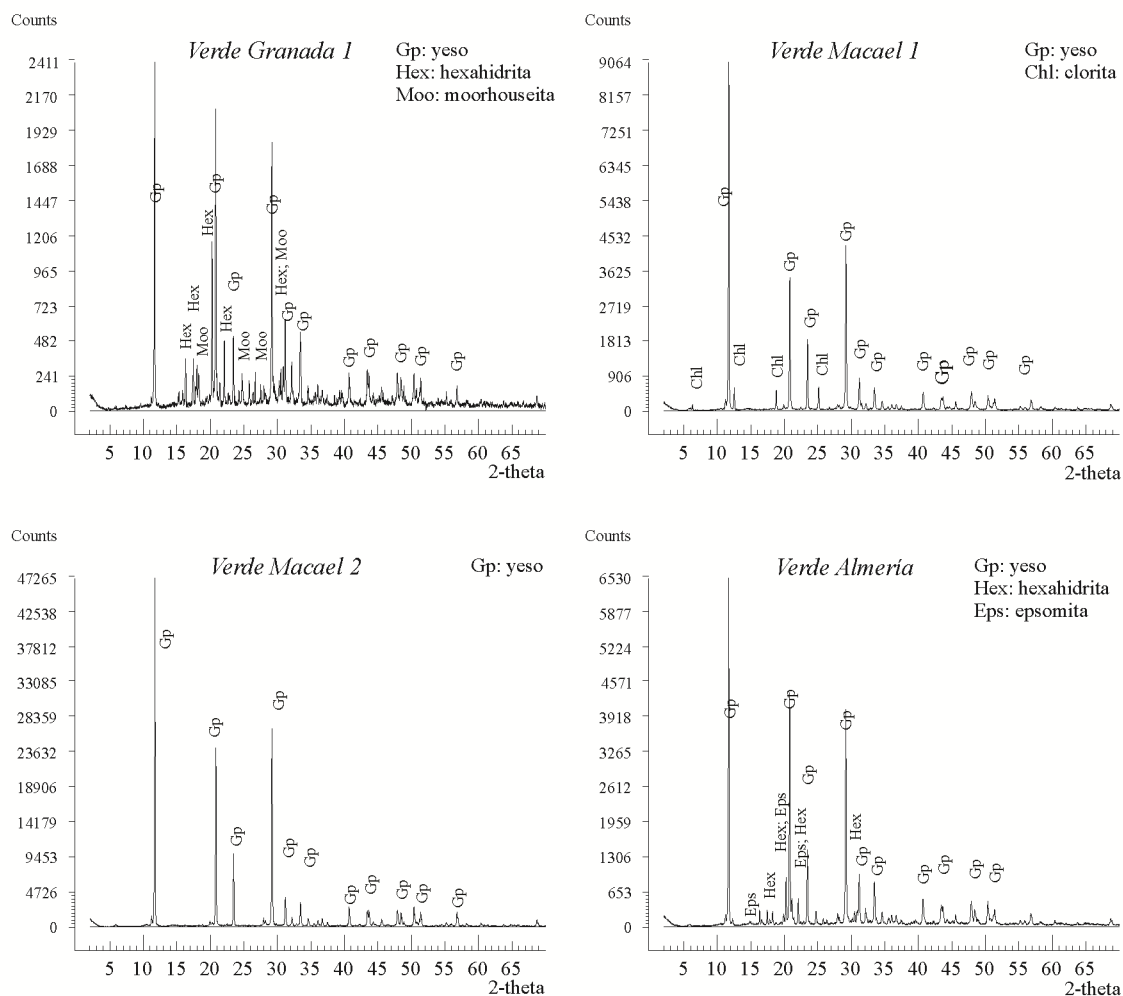 Counts
Verde Granada 1
Gp: yeso
Hex: hexahidrita
Moo: moorhouseita
2411
2170
1929
1688
1447
1206
965
723
482
241
0
Gp
Hex
Hex
Moo
Hex
Gp
Hex
Gp
Moo
Moo
Gp
Hex; Moo
Gp
Gp
Gp
Gp
Gp
Gp
Gp
5 10 15 20 25 30 35 40 45 50 55 60 65
2-theta
Counts
Verde Macael 1
Gp: yeso
Chl: clorita
9064
8157
7251
6345
5438
4532
3625
2719
1813
906
0
Chl
Gp
Chl
Chl
Gp
Gp
Chl
Gp
Gp
Gp
Gp
Gp
Gp
Gp
Gp
5 10 15 20 25 30 35 40 45 50 55 60 65
2-theta
Counts
Verde Macael 2
Gp: yeso
47265
42538
37812
33085
28359
23632
18906
14179
9453
4726
0
Gp
Gp
Gp
Gp
Gp
Gp
Gp
Gp
Gp
Gp
Gp
5 10 15 20 25 30 35 40 45 50 55 60 65
2-theta
Counts
Verde Almería
Gp: yeso
Hex: hexahidrita
Eps: epsomita
6530
5877
5224
4571
3918
3265
2612
1959
1306
653
0
Gp
Eps
Hex
Hex; Eps
Gp
Eps; Hex
Gp
Gp
Hex
Gp
Gp
Gp
Gp
Gp
Gp
5 10 15 20 25 30 35 40 45 50 55 60 65
2-theta